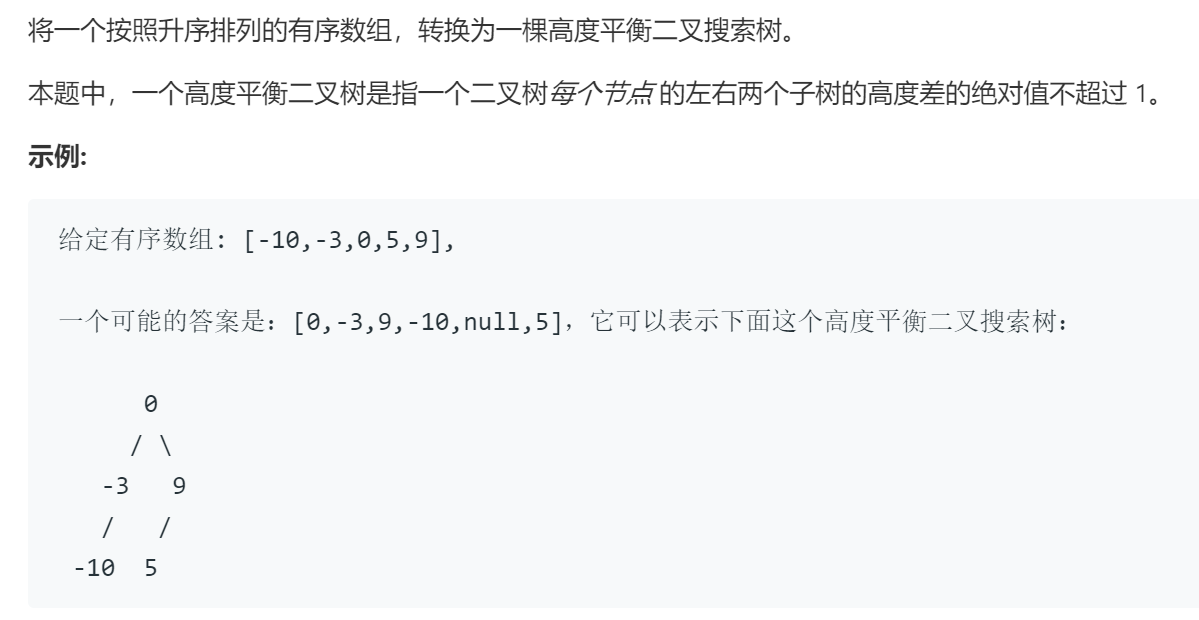 将一个按照升序排列的有序数组，转换为一棵高度平衡二叉搜索树。
本题中，一个高度平衡二叉树是指一个二叉树每个节点 的左右两个子树的高度差的绝对值不超过 1。
示例:
给定有序数组: [-10,-3,0,5,9],
一个可能的答案是：[0,-3,9,-10,null,5]，它可以表示下面这个高度平衡二叉搜索树：
0
/ \
-3 9
/ /
-10 5